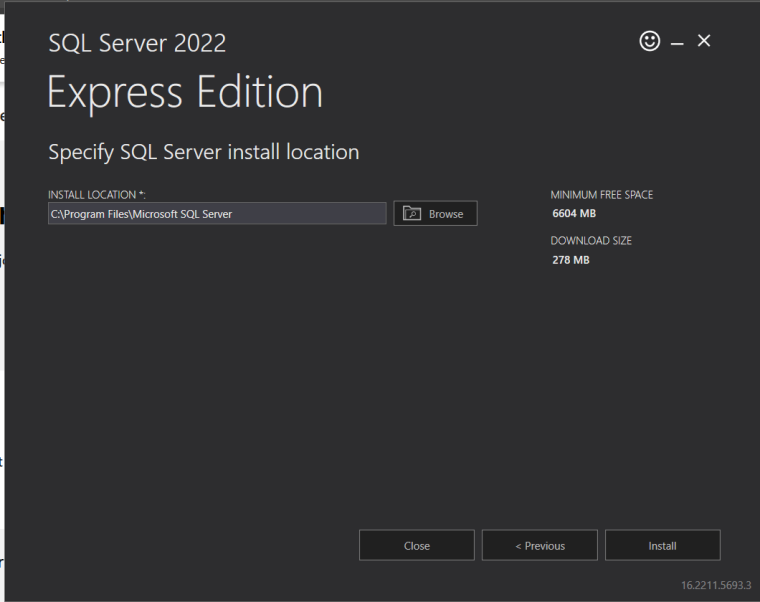 SQL Server 2022
Express Edition
Specify SQL Server install location
INSTALL LOCATION *:
C:\Program Files\Microsoft SQL Server
Browse
MINIMUM FREE SPACE
6604 MB
DOWNLOAD SIZE
278 MB
Close
< Previous
Install
16.2211.5693.3